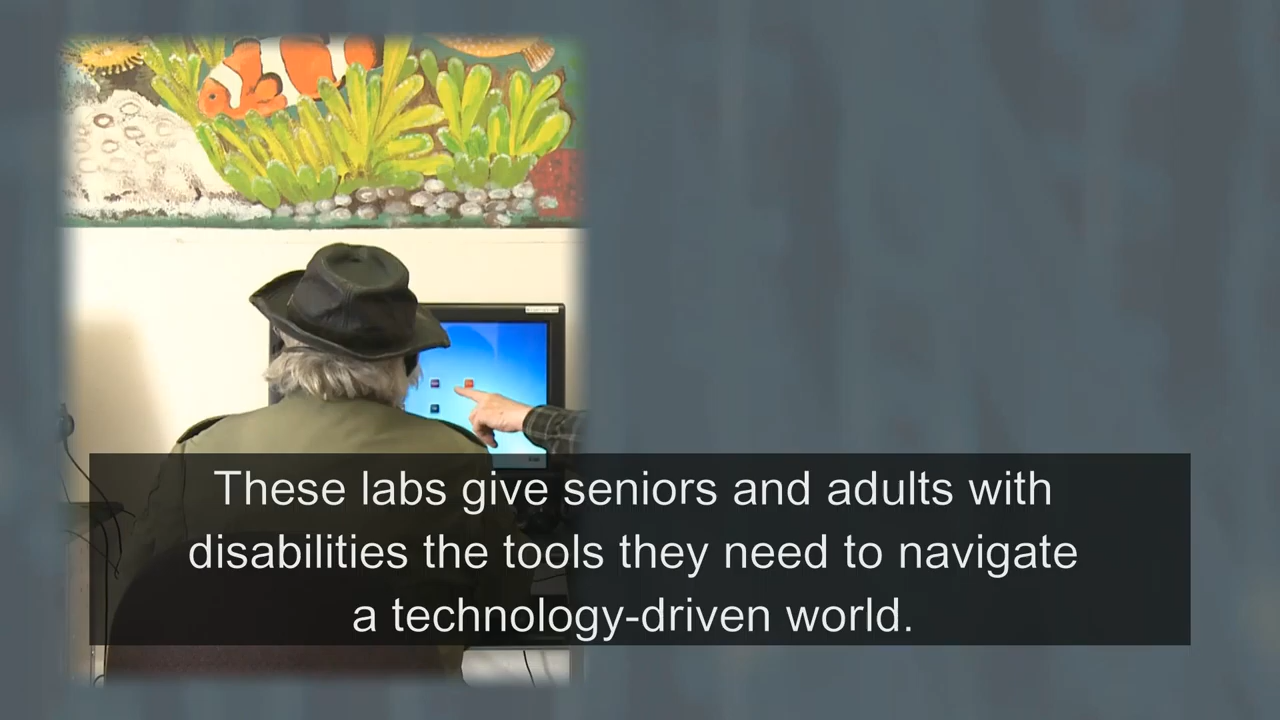 These labs give seniors and adults with
disabilities the tools they need to navigate
a technology-driven world.